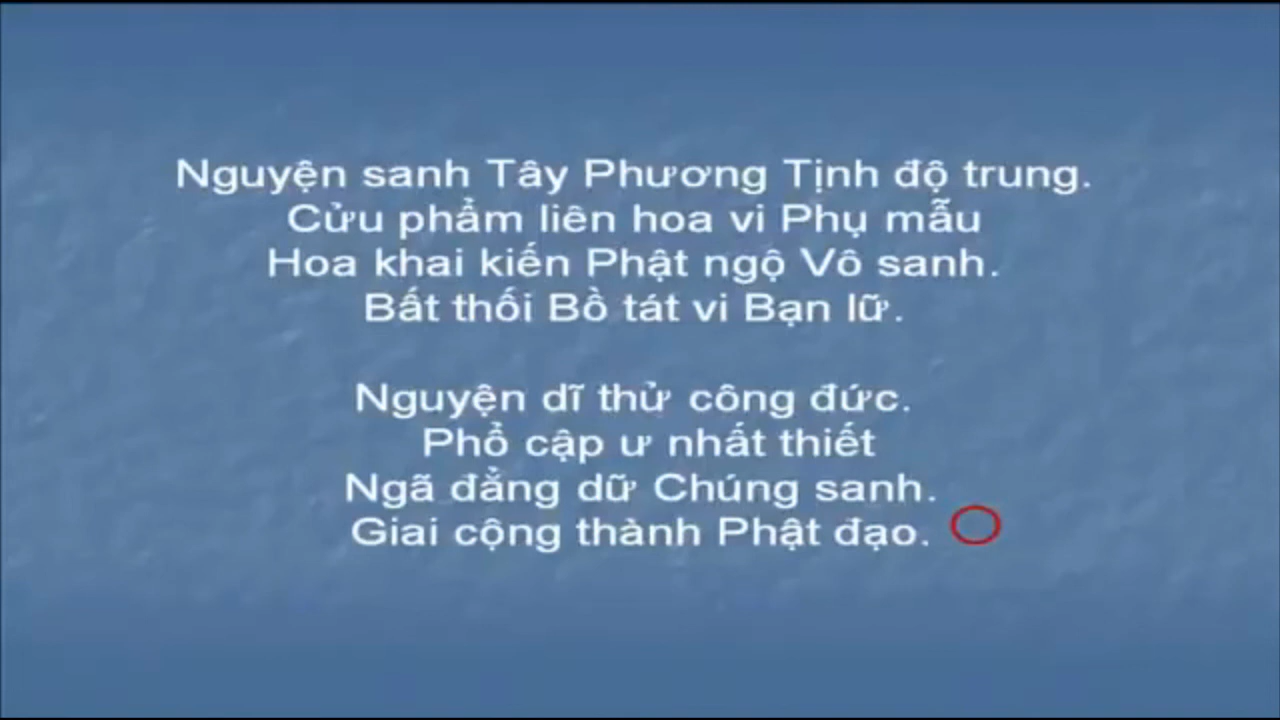 Nguyện sanh Tây Phương Tịnh độ trung.
Cửu phẩm liên hoa vi Phụ mẫu
Hoa khai kiến Phật ngộ Vô sanh.
Bất thối Bồ tát vi Bạn lữ.
Nguyện dĩ thử công đức.
Phổ cập ư nhất thiết
Ngã đẳng dữ Chúng sanh.
Giai cộng thành Phật đạo.